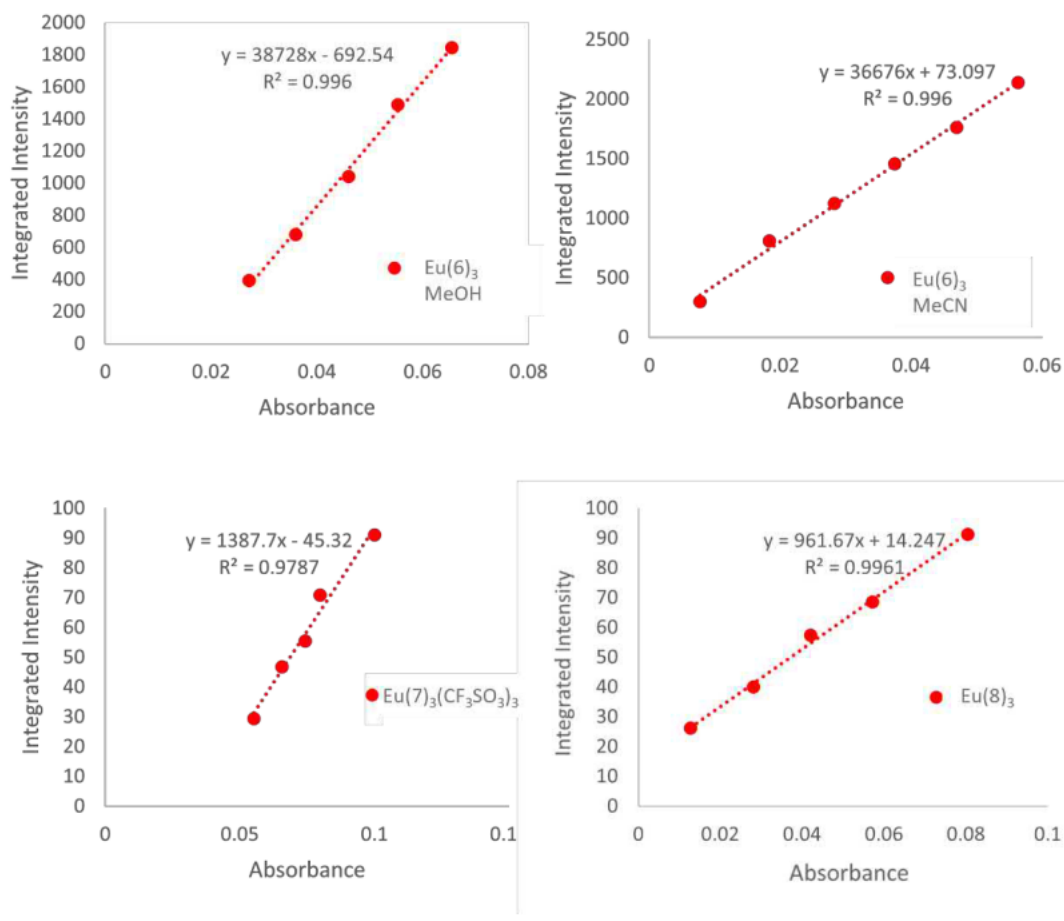 2000
1800
1600
1400
1200
1000
800
600
400
200
0
Integrated Intensity
y = 38728x - 692.54
R² = 0.996
Eu(6)₃
MeOH
0 0.02 0.04 0.06 0.08
Absorbance
2500
2000
1500
1000
500
0
Integrated Intensity
y = 36676x + 73.097
R² = 0.996
Eu(6)₃
MeCN
0 0.02 0.04 0.06
Absorbance
100
90
80
70
60
50
40
30
20
10
0
Integrated Intensity
y = 1387.7x - 45.32
R² = 0.9787
Eu(7)₃(CF₃SO₃)₃
0 0.05 0.1 0.1
Absorbance
100
90
80
70
60
50
40
30
20
10
0
Integrated Intensity
y = 961.67x + 14.247
R² = 0.9961
Eu(8)₃
0 0.02 0.04 0.06 0.08 0.1
Absorbance